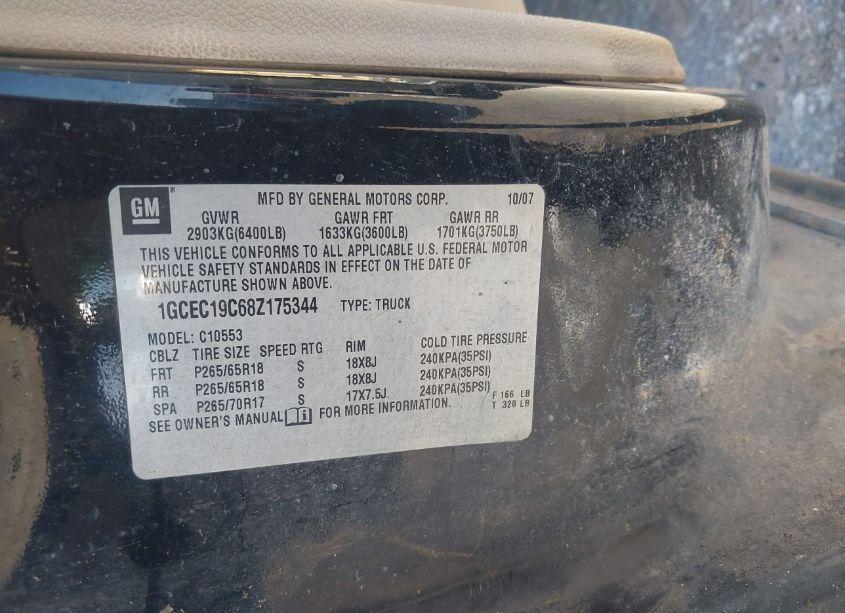 GM ® MFD BY GENERAL MOTORS CORP. 10/07
GVWR GAWR FRT GAWR RR
2903KG(6400LB) 1633KG(3600LB) 1701KG(3750LB)
THIS VEHICLE CONFORMS TO ALL APPLICABLE U.S. FEDERAL MOTOR
VEHICLE SAFETY STANDARDS IN EFFECT ON THE DATE OF
MANUFACTURE SHOWN ABOVE.
1GCEC19C68Z175344 TYPE: TRUCK
MODEL: C10553
CBLZ TIRE SIZE SPEED RTG RIM COLD TIRE PRESSURE
FRT P265/65R18 S 18X8J 240KPA(35PSI)
RR P265/65R18 S 18X8J 240KPA(35PSI)
SPA P265/70R17 S 17X7.5J 240KPA(35PSI) F 166 LB
SEE OWNER'S MANUAL i FOR MORE INFORMATION. T 320 LB